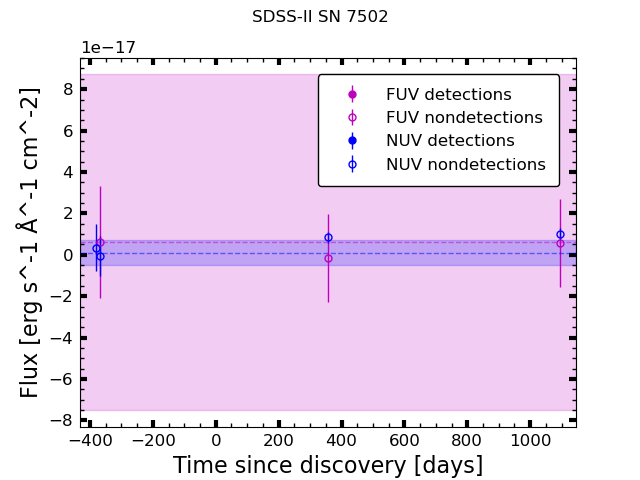 SDSS-II SN 7502
1e−17
FUV detections
FUV nondetections
NUV detections
NUV nondetections
8
6
4
2
0
−2
−4
−6
−8
Flux [erg s^-1 Å^-1 cm^-2]
−400 −200 0 200 400 600 800 1000
Time since discovery [days]